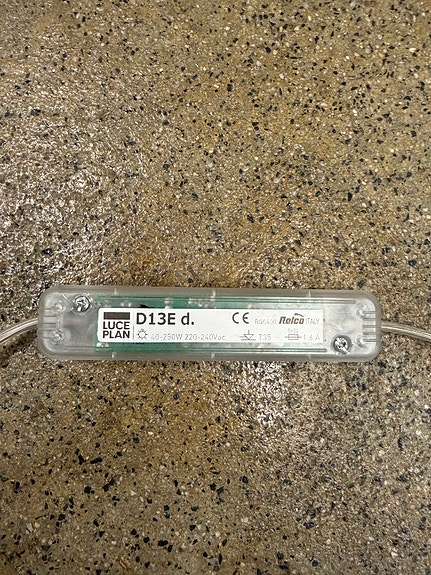 LUCE
PLAN
D13E d.
CE
Relco ITALY
40-250W 220-240Vac
T35
1.6 A